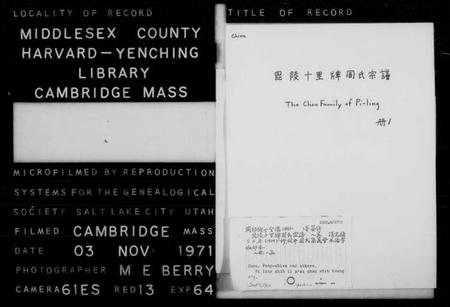 LOCALITY OF RECORD
MIDDLESEX COUNTY
HARVARD-YENCHING
LIBRARY
CAMBRIDGE MASS
MICROFILMED BY REPRODUCTION
SYSTEMS FOR THE GENEALOGICAL
SOCIETY SALT LAKE CITY UTAH
FILMED CAMBRIDGE MASS
DATE 03 NOV 1971
PHOTOGRAPHER M E BERRY
CAMERA 61ES RED 13 EXP 64
TITLE OF RECORD
China
毘陵十里牌周氏宗譜
The Chou Family of Pi-ling
冊1